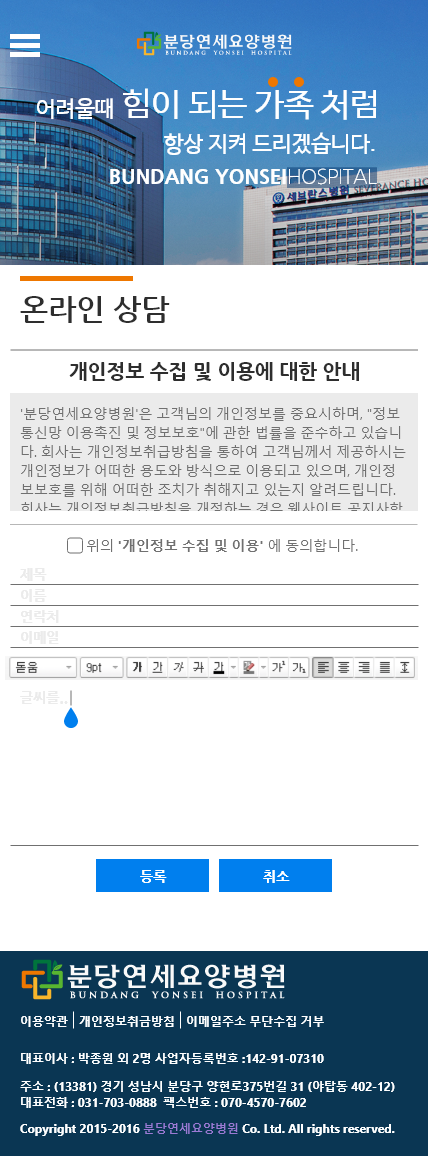 분당연세요양병원
BUNDANG YONSEI HOSPITAL
어려울때 힘이 되는 가족 처럼
항상 지켜 드리겠습니다.
BUNDANG YONSEIHOSPITAL
세브란스병원 SEVERANCE HO
온라인 상담
개인정보 수집 및 이용에 대한 안내
'분당연세요양병원'은 고객님의 개인정보를 중요시하며, "정보
통신망 이용촉진 및 정보보호"에 관한 법률을 준수하고 있습니
다. 회사는 개인정보취급방침을 통하여 고객님께서 제공하시는
개인정보가 어떠한 용도와 방식으로 이용되고 있으며, 개인정
보보호를 위해 어떠한 조치가 취해지고 있는지 알려드립니다.
회사는 개인정보취급방침을 개정하는 경우 웹사이트 공지사항
위의 '개인정보 수집 및 이용' 에 동의합니다.
제목
이름
연락처
이메일
돋움 9pt 가 가 가 가 가 가¹ 가₁
글씨를..
등록 취소
분당연세요양병원
BUNDANG YONSEI HOSPITAL
이용약관 | 개인정보취급방침 | 이메일주소 무단수집 거부
대표이사 : 박종원 외 2명 사업자등록번호 :142-91-07310
주소 : (13381) 경기 성남시 분당구 양현로375번길 31 (야탑동 402-12)
대표전화 : 031-703-0888 팩스번호 : 070-4570-7602
Copyright 2015-2016 분당연세요양병원 Co. Ltd. All rights reserved.